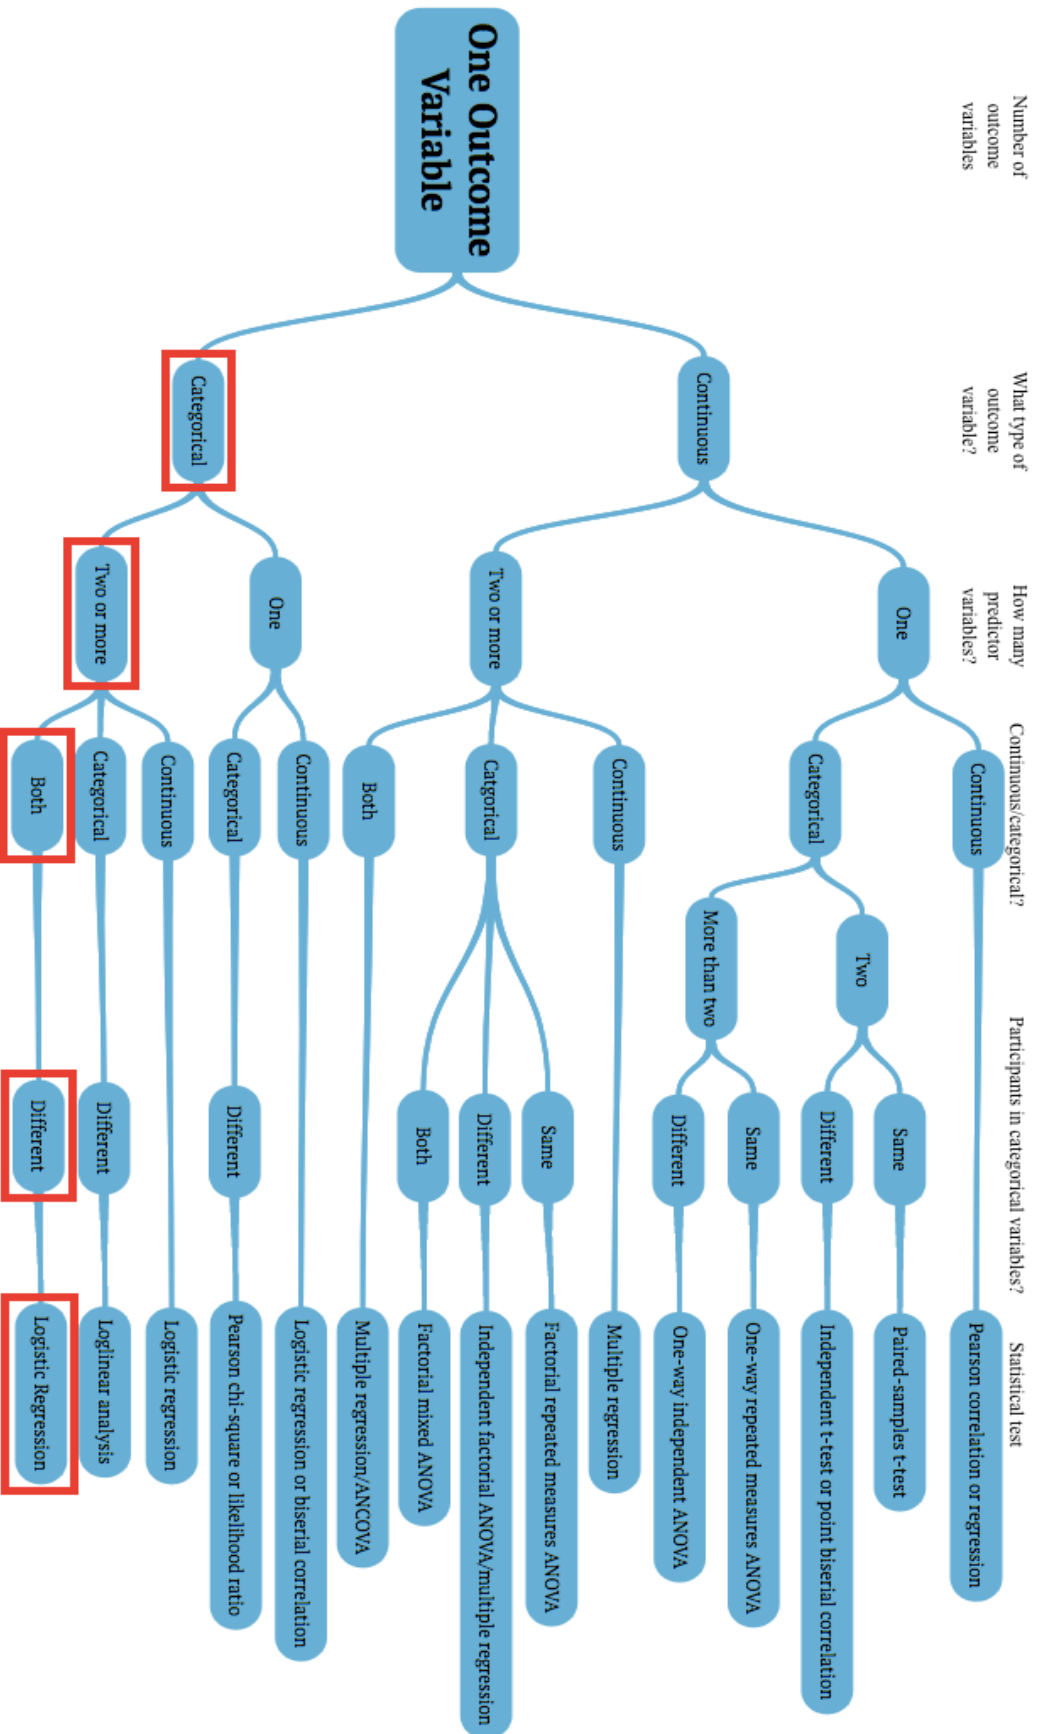 Number of
outcome
variables
What type of
outcome
variable?
How many
predictor
variables?
Continuous/categorical?
Participants in categorical variables?
Statistical test
One Outcome
Variable
Continuous
One
Continuous
Pearson correlation or regression
Categorical
Two
Same
Paired-samples t-test
Different
Independent t-test or point biserial correlation
More than two
Same
One-way repeated measures ANOVA
Different
One-way independent ANOVA
Two or more
Continuous
Multiple regression
Catgorical
Same
Factorial repeated measures ANOVA
Different
Independent factorial ANOVA/multiple regression
Both
Factorial mixed ANOVA
Both
Multiple regression/ANCOVA
Categorical
One
Continuous
Logistic regression or biserial correlation
Categorical
Different
Pearson chi-square or likelihood ratio
Two or more
Continuous
Logistic regression
Categorical
Different
Loglinear analysis
Both
Different
Logistic Regression